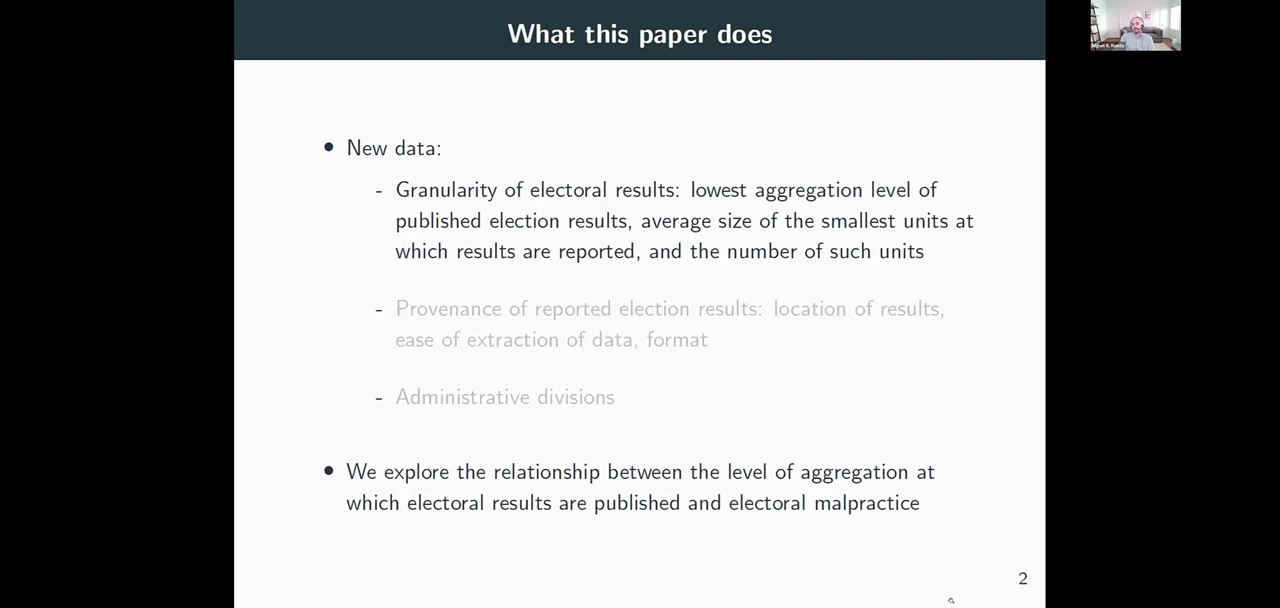 What this paper does
Miguel R. Rueda
• New data:
- Granularity of electoral results: lowest aggregation level of
published election results, average size of the smallest units at
which results are reported, and the number of such units
- Provenance of reported election results: location of results,
ease of extraction of data, format
- Administrative divisions
• We explore the relationship between the level of aggregation at
which electoral results are published and electoral malpractice
2